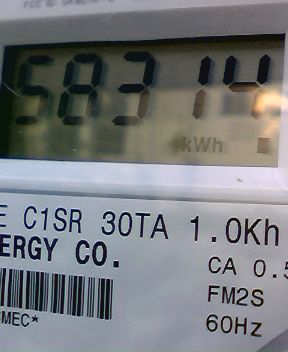 58314
kWh
E C1SR 30TA 1.0Kh
ERGY CO.
CA 0.5
FM2S
MEC*
60Hz